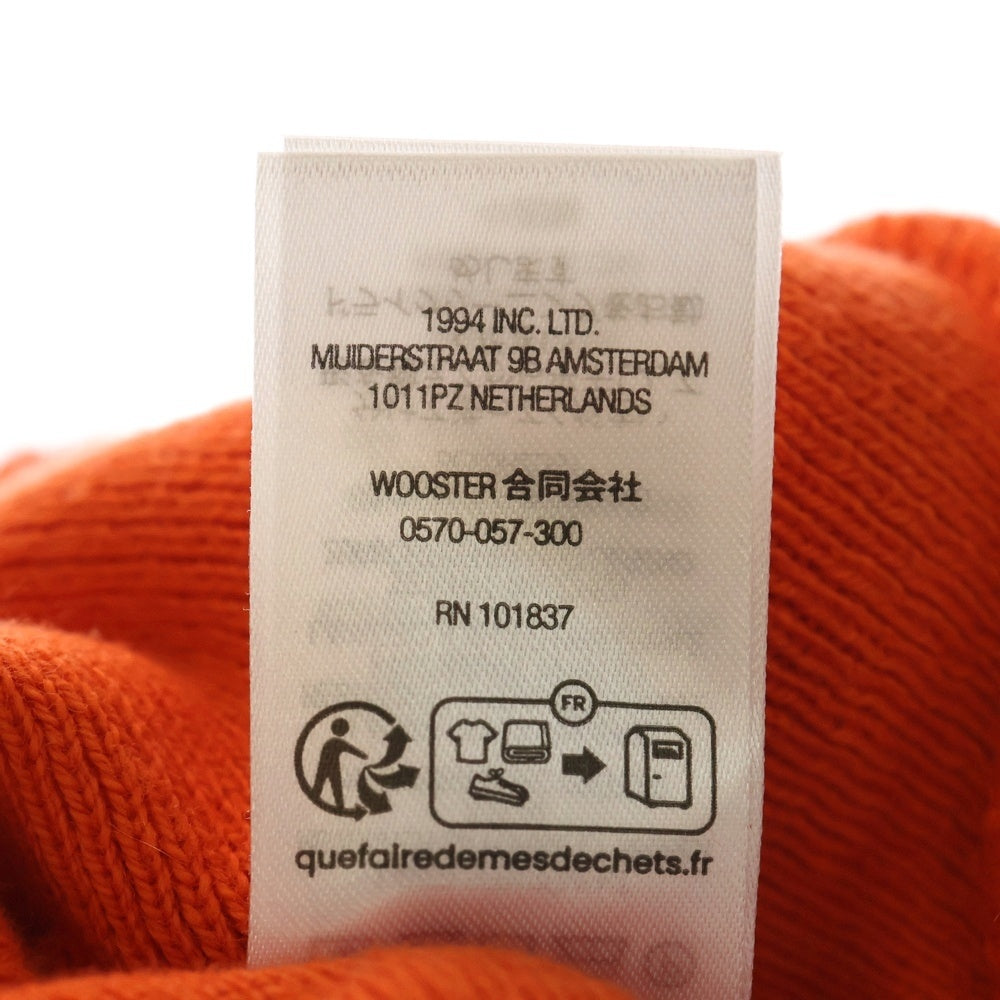 1994 INC. LTD.
MUIDERSTRAAT 9B AMSTERDAM
1011PZ NETHERLANDS
WOOSTER 合同会社
0570-057-300
RN 101837
FR
quefairedemesdechets.fr